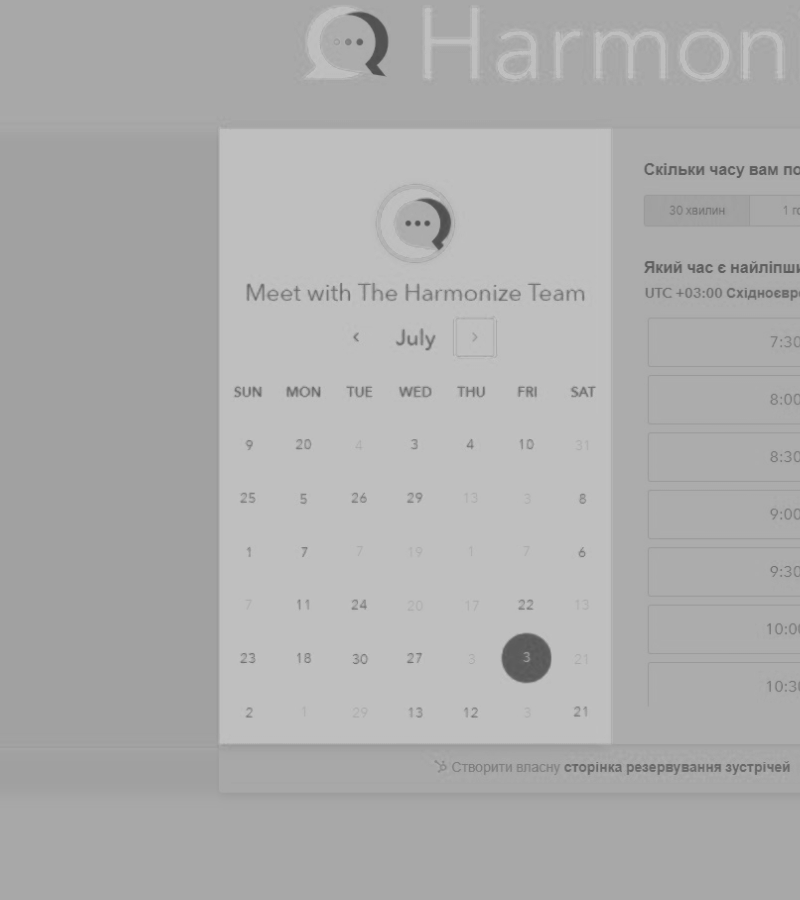 Harmoni
Meet with The Harmonize Team
July
SUN MON TUE WED THU FRI SAT
9 20 4 3 4 10 31
25 5 26 29 13 3 8
1 7 7 19 1 7 6
7 11 24 20 17 22 13
23 18 30 27 3 3 21
2 1 29 13 12 3 21
Скільки часу вам по
30 хвилин 1 го
Який час є найліпши
UTC +03:00 Східноєвро
7:30
8:00
8:30
9:00
9:30
10:00
10:30
Створити власну сторінка резервування зустрічей